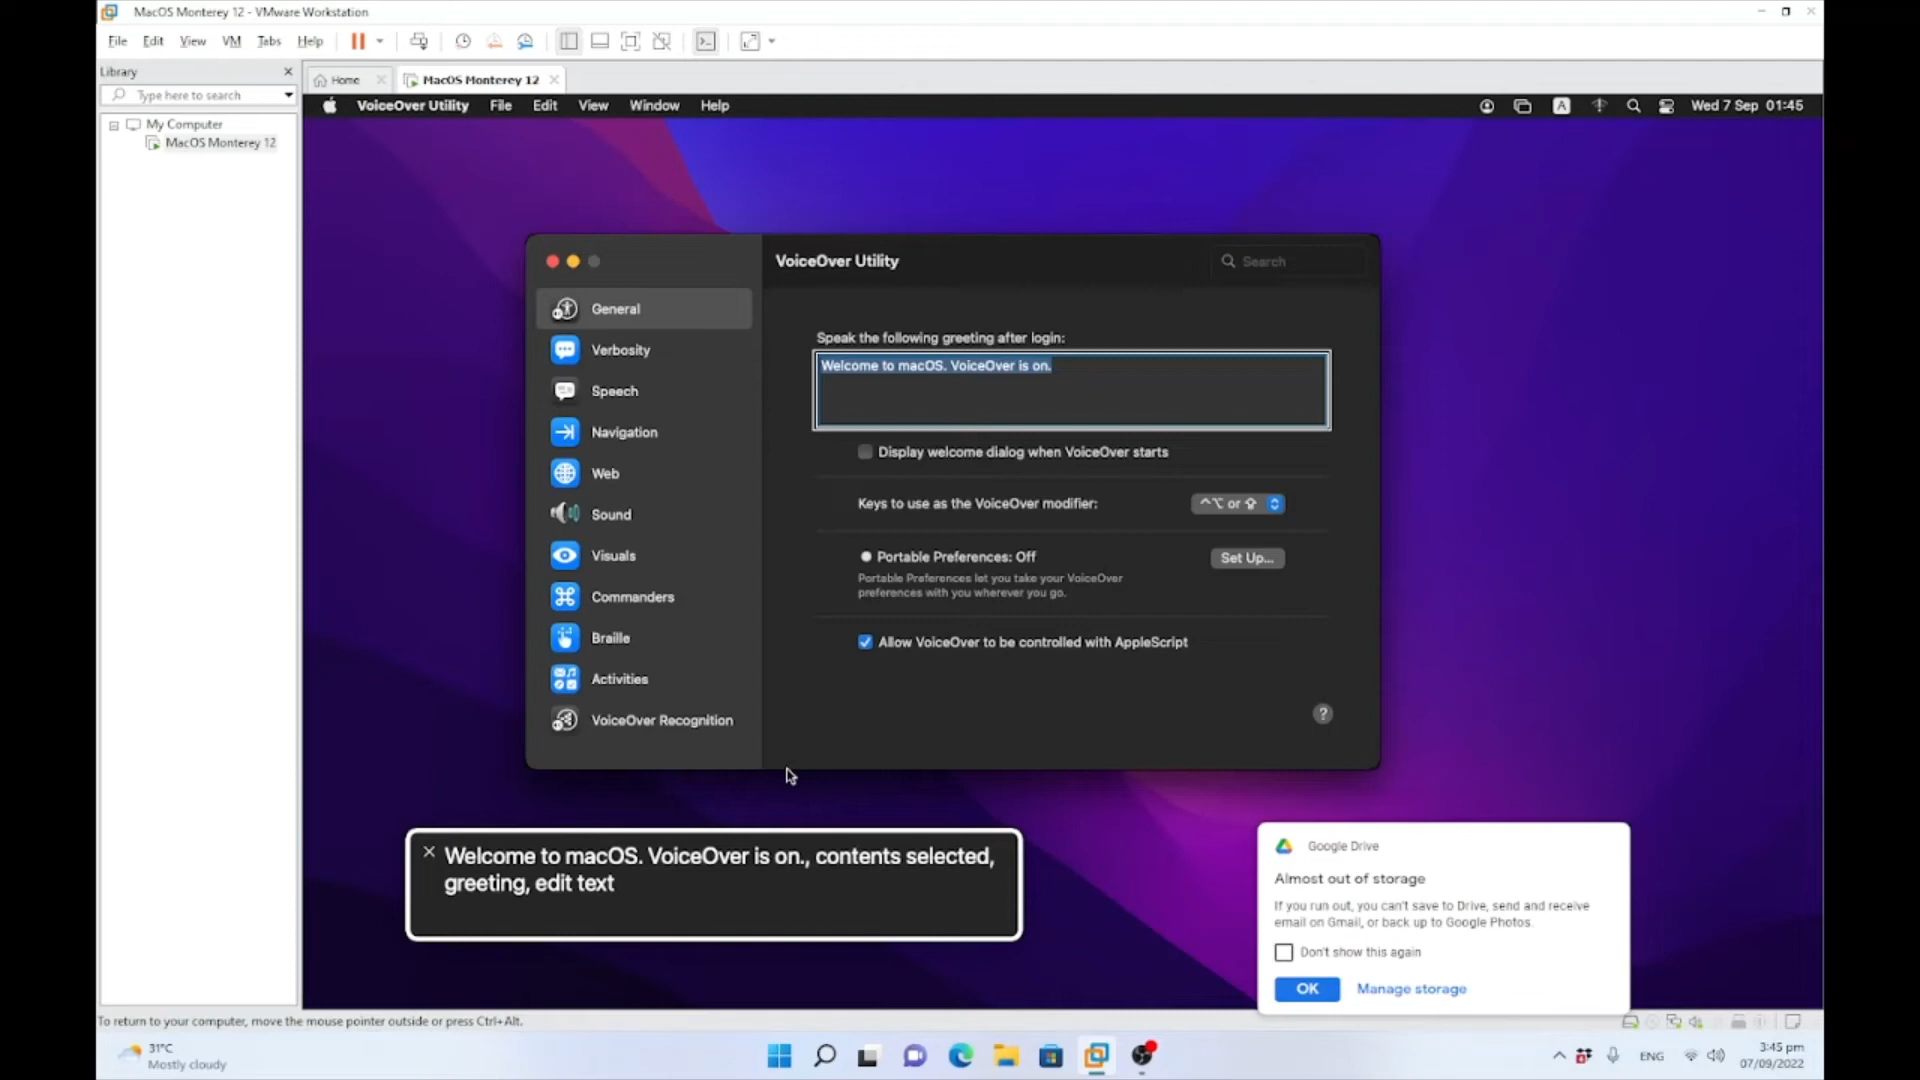 MacOS Monterey 12 - VMware Workstation
File Edit View VM Tabs Help
Library
Type here to search
My Computer
MacOS Monterey 12
Home
MacOS Monterey 12
VoiceOver Utility File Edit View Window Help
A
Wed 7 Sep 01:45
VoiceOver Utility
Search
General
Verbosity
Speech
Navigation
Web
Sound
Visuals
Commanders
Braille
Activities
VoiceOver Recognition
Speak the following greeting after login:
Welcome to macOS. VoiceOver is on.
Display welcome dialog when VoiceOver starts
Keys to use as the VoiceOver modifier:
^⌥ or ⇪
Portable Preferences: Off
Set Up...
Portable Preferences let you take your VoiceOver
preferences with you wherever you go.
Allow VoiceOver to be controlled with AppleScript
?
Welcome to macOS. VoiceOver is on., contents selected,
greeting, edit text
Google Drive
Almost out of storage
If you run out, you can't save to Drive, send and receive
email on Gmail, or back up to Google Photos.
Don't show this again
OK
Manage storage
To return to your computer, move the mouse pointer outside or press Ctrl+Alt.
31°C
Mostly cloudy
ENG
3:45 pm
07/09/2022